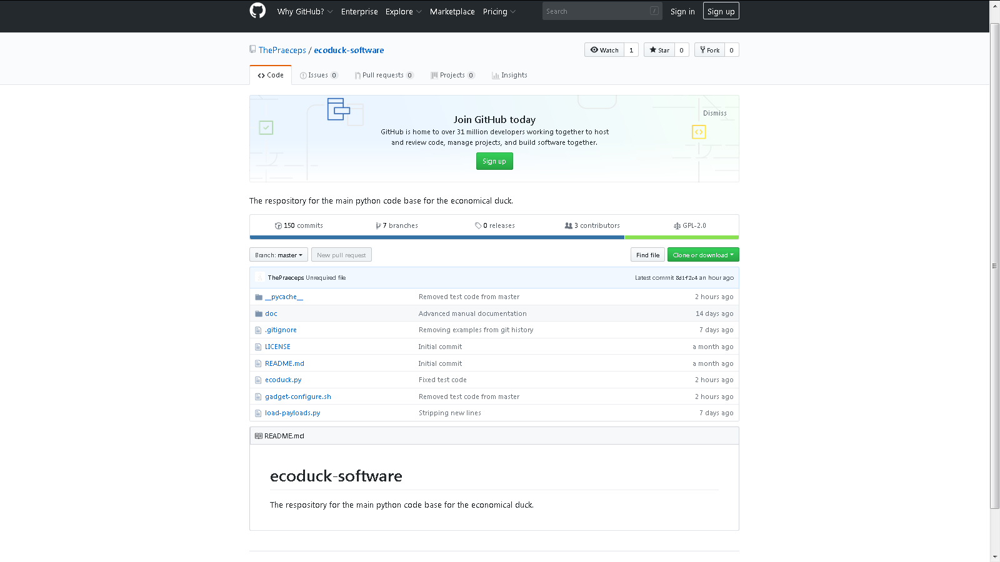 Why GitHub? Enterprise Explore Marketplace Pricing Search / Sign in Sign up
ThePraeceps / ecoduck-software Watch 1 Star 0 Fork 0
Code Issues 0 Pull requests 0 Projects 0 Insights
Dismiss
Join GitHub today
GitHub is home to over 31 million developers working together to host
and review code, manage projects, and build software together.
Sign up
The respository for the main python code base for the economical duck.
150 commits 7 branches 0 releases 3 contributors GPL-2.0
Branch: master New pull request Find file Clone or download
ThePraeceps Unrequired file Latest commit 8d1f2c4 an hour ago
__pycache__ Removed test code from master 2 hours ago
doc Advanced manual documentation 14 days ago
.gitignore Removing examples from git history 7 days ago
LICENSE Initial commit a month ago
README.md Initial commit a month ago
ecoduck.py Fixed test code 2 hours ago
gadget-configure.sh Removed test code from master 2 hours ago
load-payloads.py Stripping new lines 7 days ago
README.md
ecoduck-software
The respository for the main python code base for the economical duck.